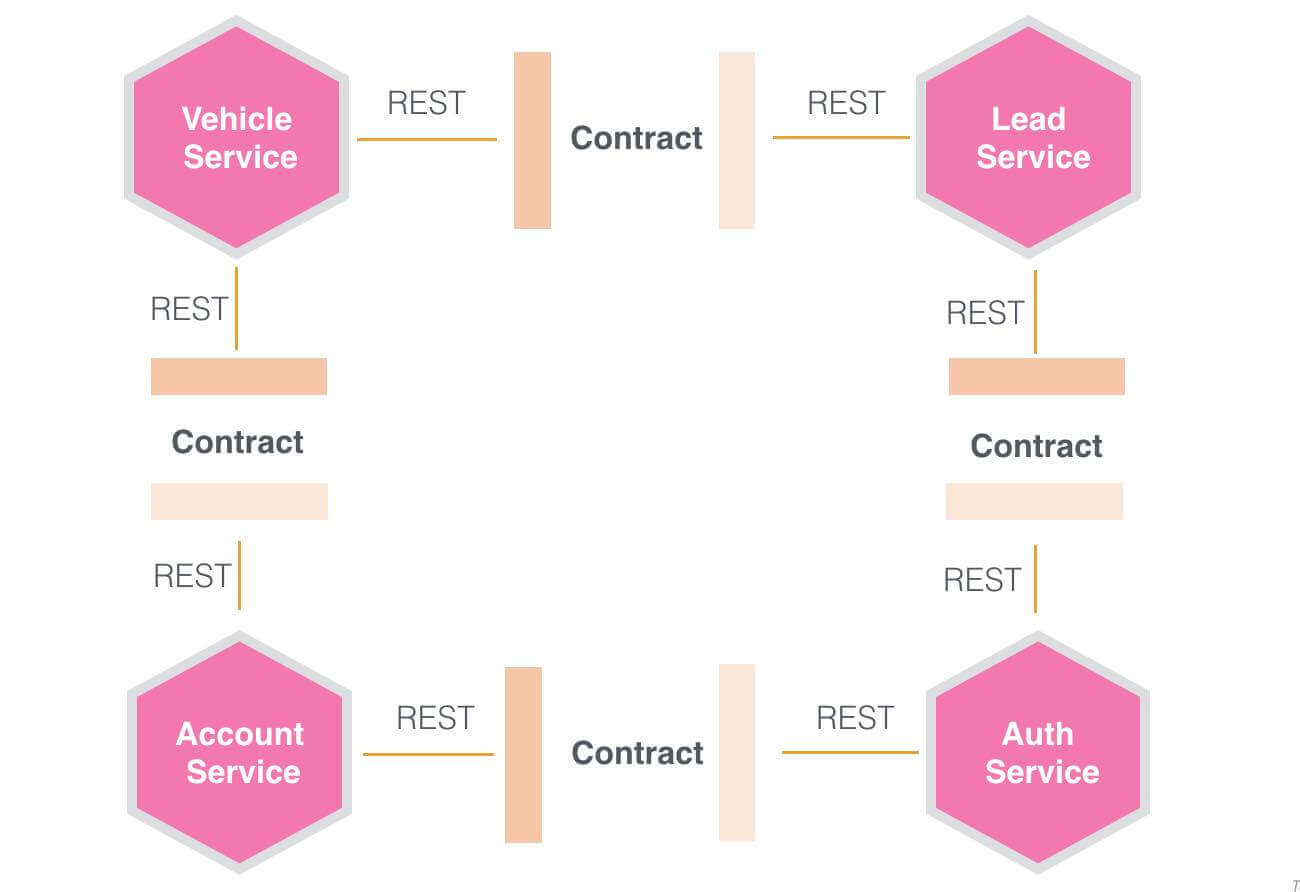 Vehicle
Service
REST
Contract
REST
Lead
Service
REST
REST
Contract
Contract
REST
REST
Account
Service
REST
Contract
REST
Auth
Service